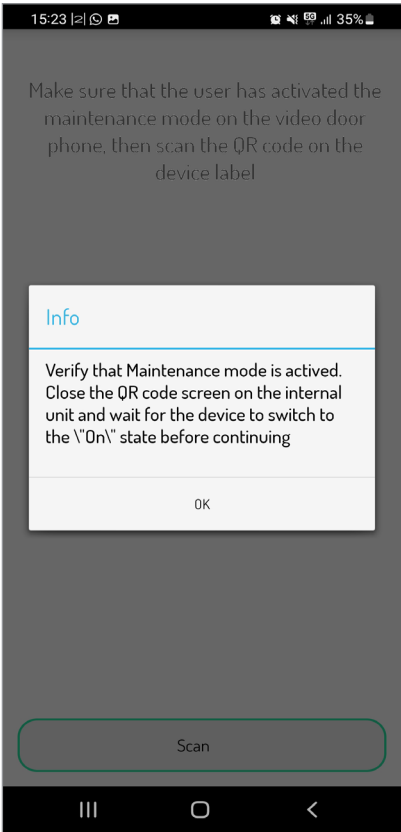 15:23 |2| 5G .ıl 35%
Make sure that the user has activated the
maintenance mode on the video door
phone, then scan the QR code on the
device label
Info
Verify that Maintenance mode is actived.
Close the QR code screen on the internal
unit and wait for the device to switch to
the \"On\" state before continuing
OK
Scan